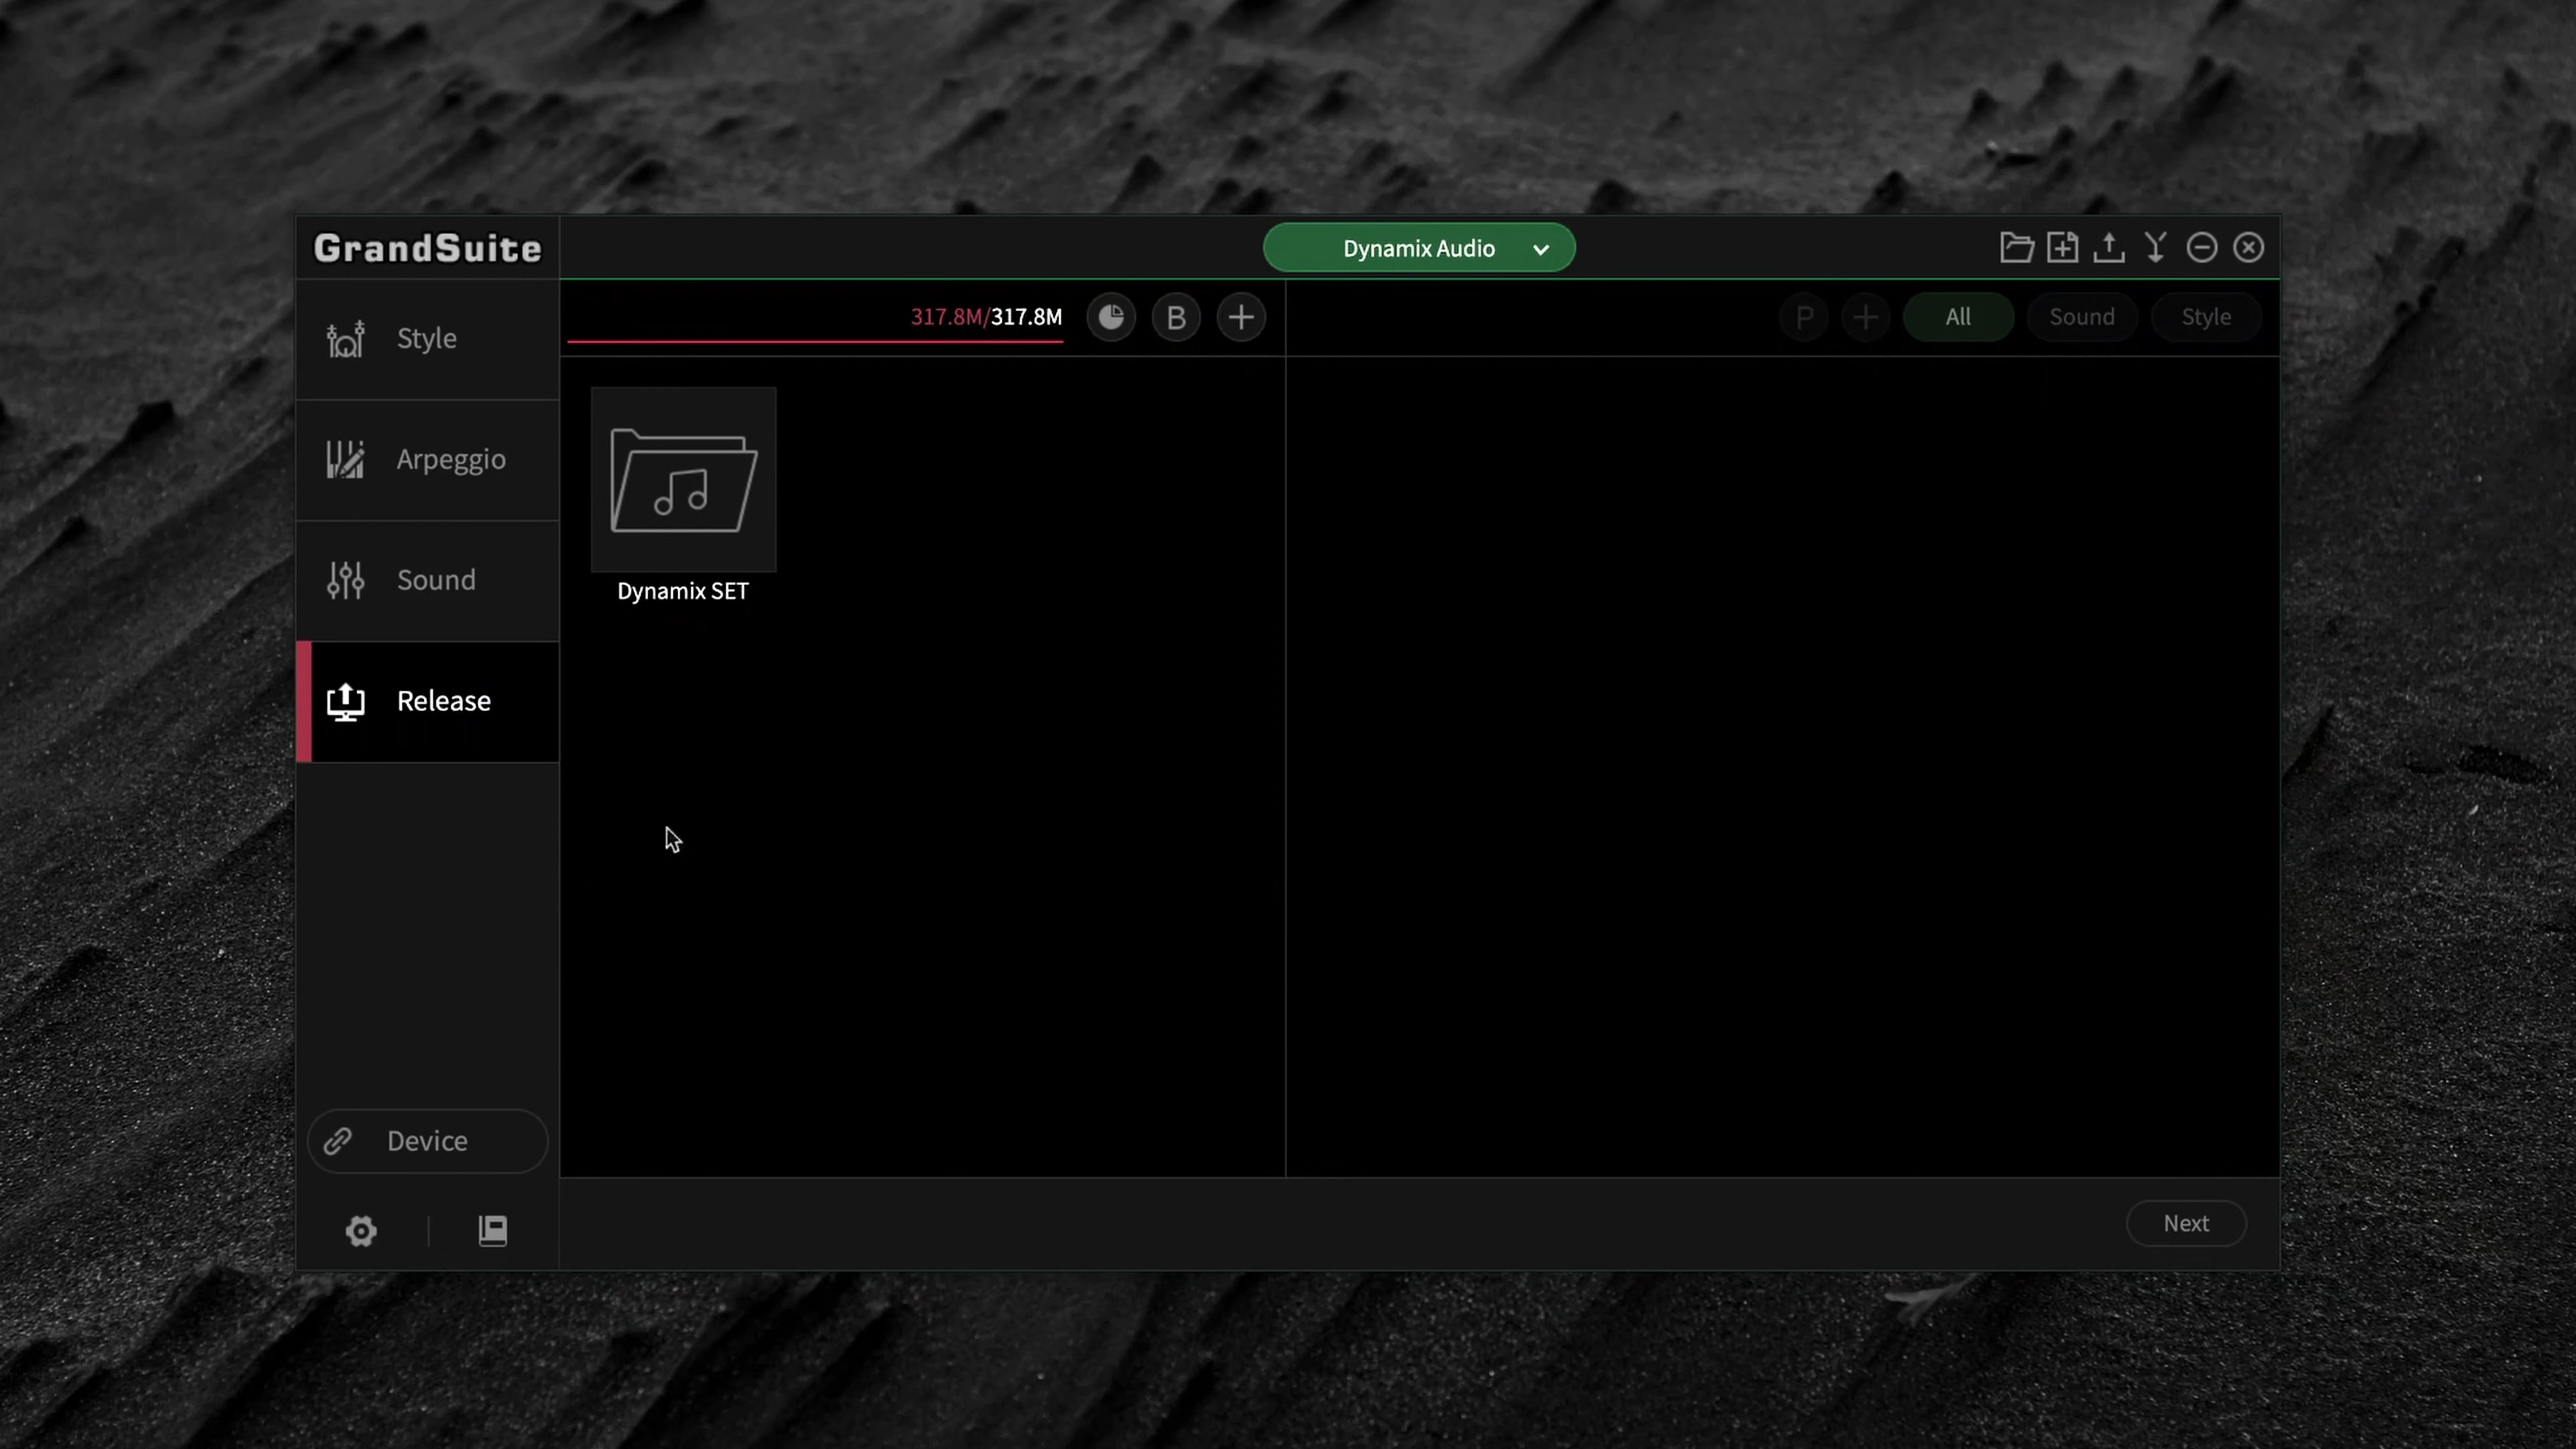 GrandSuite
Dynamix Audio
Style
Arpeggio
Sound
Release
Device
317.8M/317.8M
B
P
All
Sound
Style
Dynamix SET
Next